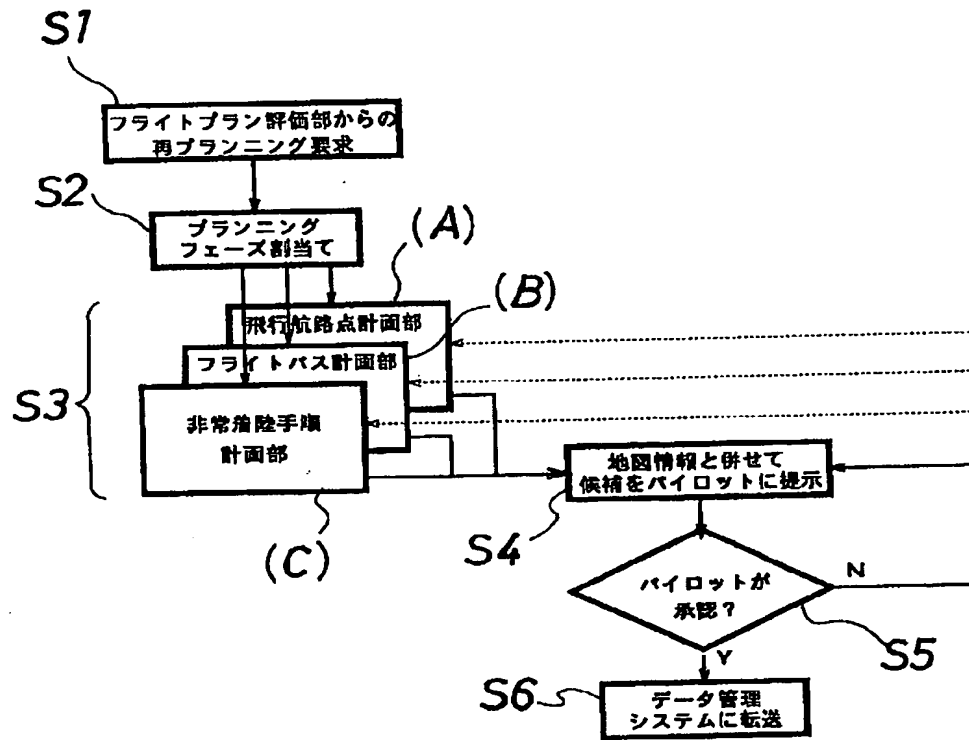 S1
フライトプラン評価部からの
再プランニング要求
S2
プランニング
フェーズ割当て
(A)
飛行航路点計画部
(B)
フライトパス計画部
S3
非常着陸手順
計画部
(C)
地図情報と併せて
候補をパイロットに提示
S4
パイロットが
承認?
N
S5
Y
S6
データ管理
システムに転送